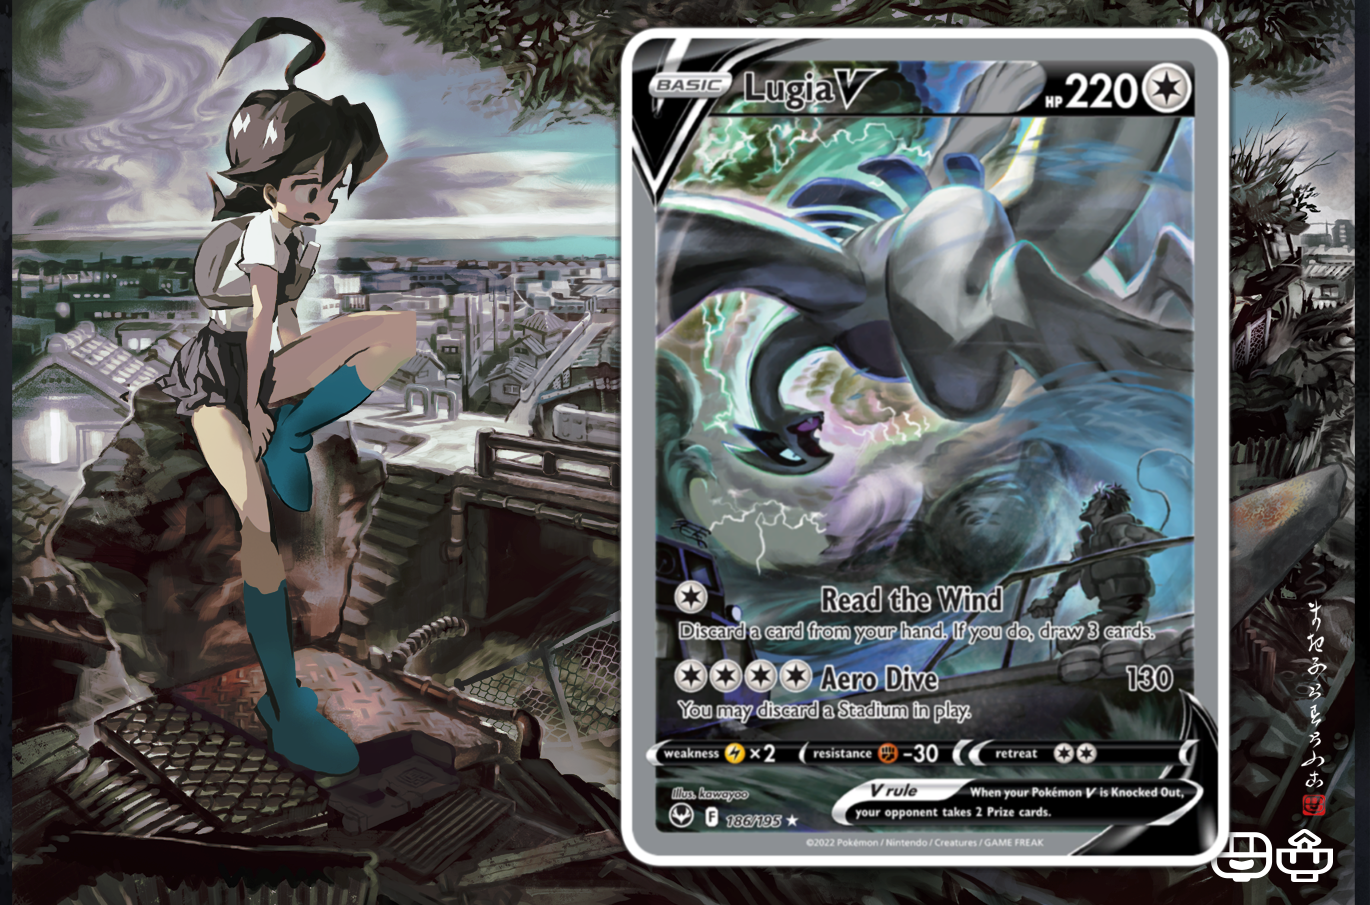 BASIC Lugia V HP 220
Read the Wind
Discard a card from your hand. If you do, draw 3 cards.
Aero Dive 130
You may discard a Stadium in play.
weakness ×2 resistance -30 retreat
V rule When your Pokémon V is Knocked Out,
your opponent takes 2 Prize cards.
Illus. kawayoo
F 186/195
©2022 Pokémon / Nintendo / Creatures / GAME FREAK